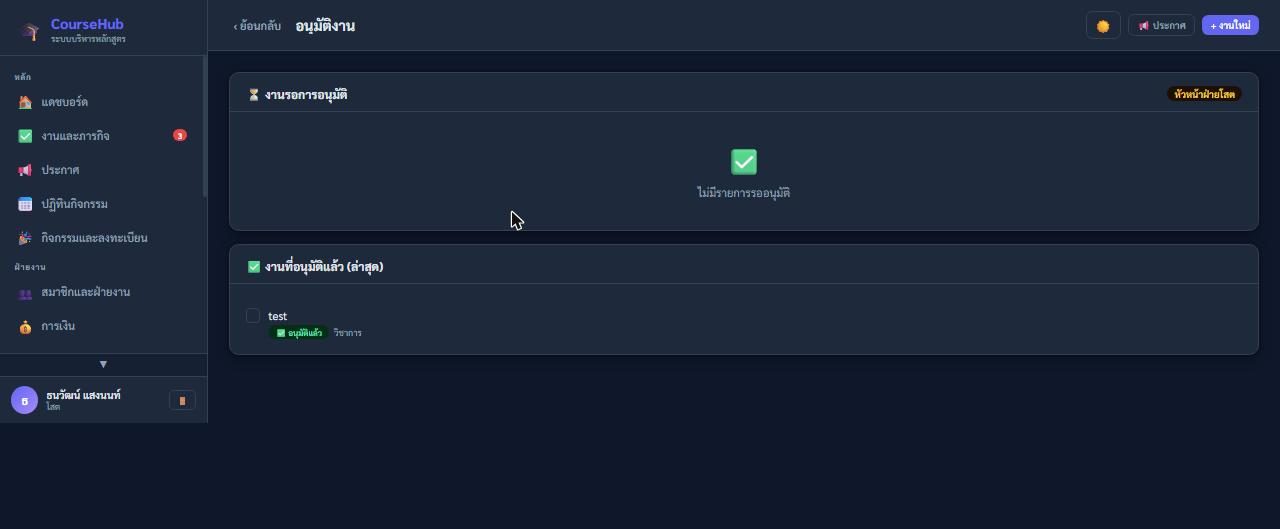 CourseHub
ระบบบริหารหลักสูตร
หลัก
แดชบอร์ด
งานและภารกิจ 3
ประกาศ
ปฏิทินกิจกรรม
กิจกรรมและลงทะเบียน
ฝ่ายงาน
สมาชิกและฝ่ายงาน
การเงิน
▼
ธ ธนวัฒน์ แสงนนท์
โสต
‹ ย้อนกลับ อนุมัติงาน
ประกาศ + งานใหม่
งานรอการอนุมัติ หัวหน้าฝ่ายโสต
ไม่มีรายการรออนุมัติ
งานที่อนุมัติแล้ว (ล่าสุด)
test
อนุมัติแล้ว วิชาการ